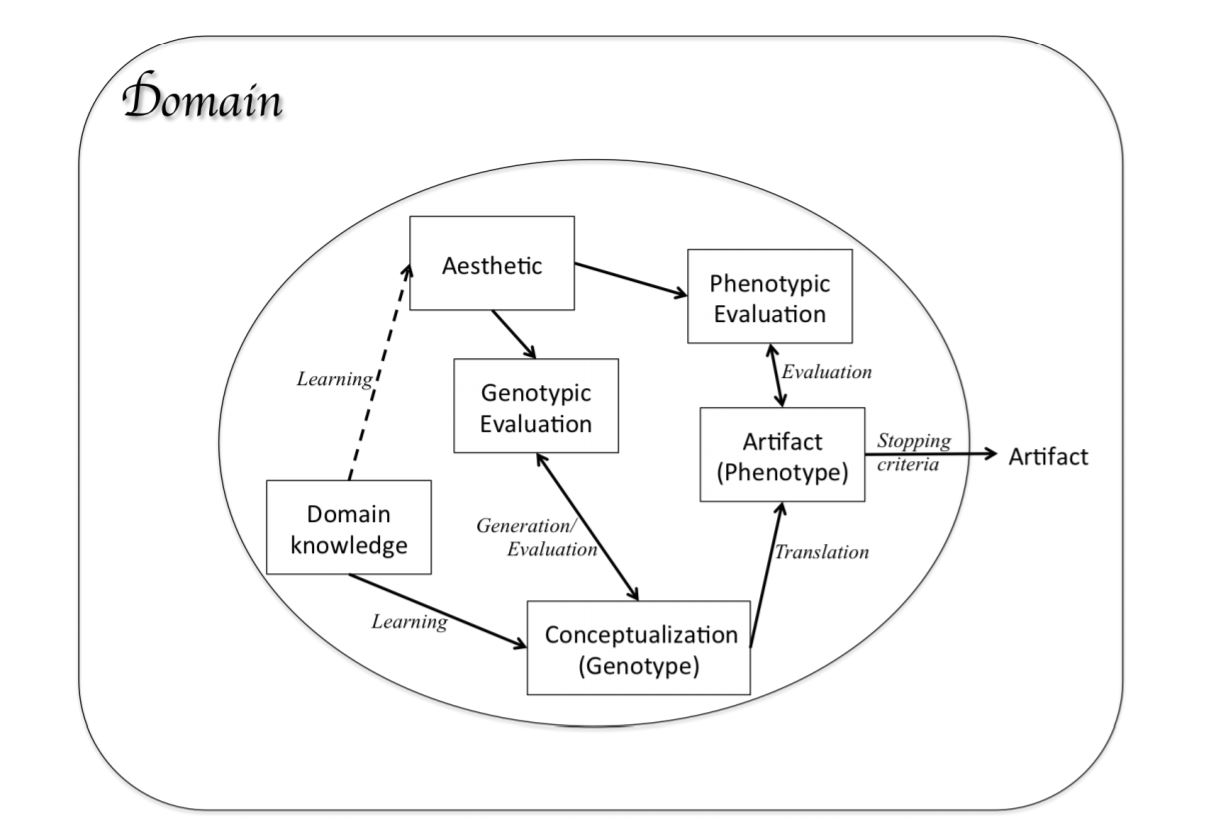 Domain
Aesthetic
Phenotypic
Evaluation
Learning
Evaluation
Genotypic
Evaluation
Artifact
(Phenotype)
Stopping
criteria
Artifact
Domain
knowledge
Generation/
Evaluation
Translation
Learning
Conceptualization
(Genotype)